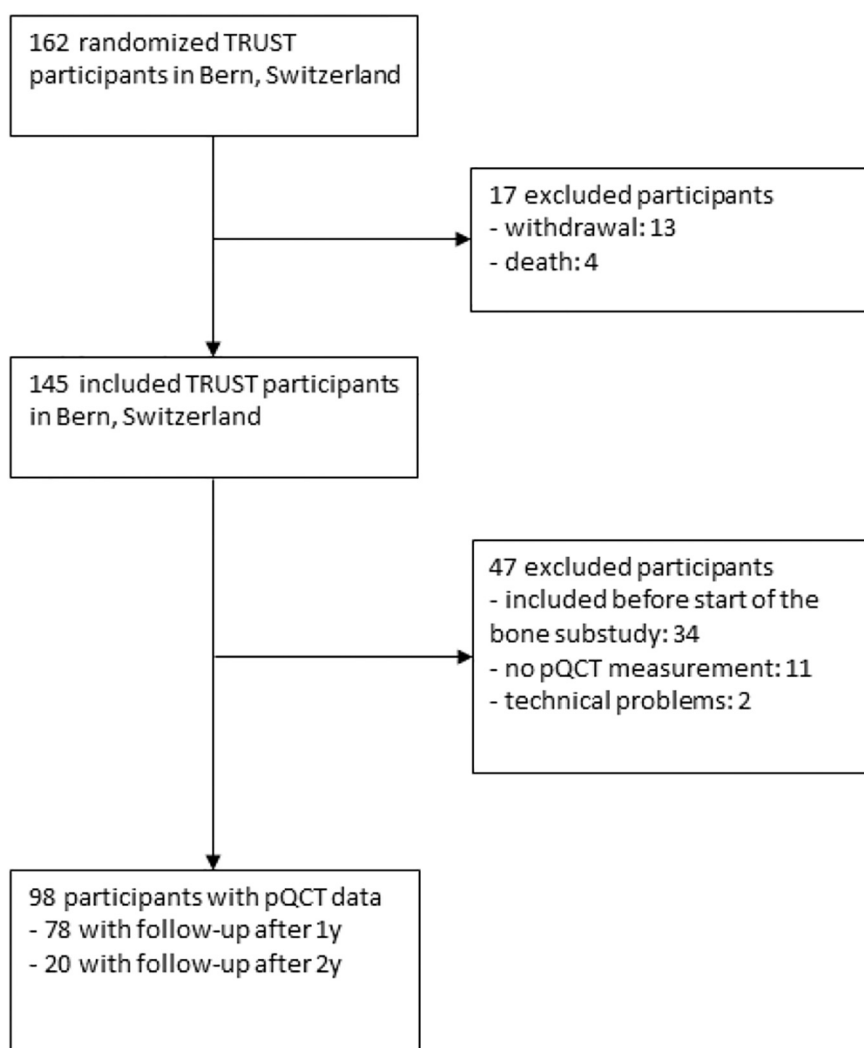 162 randomized TRUST
participants in Bern, Switzerland
17 excluded participants
- withdrawal: 13
- death: 4
145 included TRUST participants
in Bern, Switzerland
47 excluded participants
- included before start of the
bone substudy: 34
- no pQCT measurement: 11
- technical problems: 2
98 participants with pQCT data
- 78 with follow-up after 1y
- 20 with follow-up after 2y